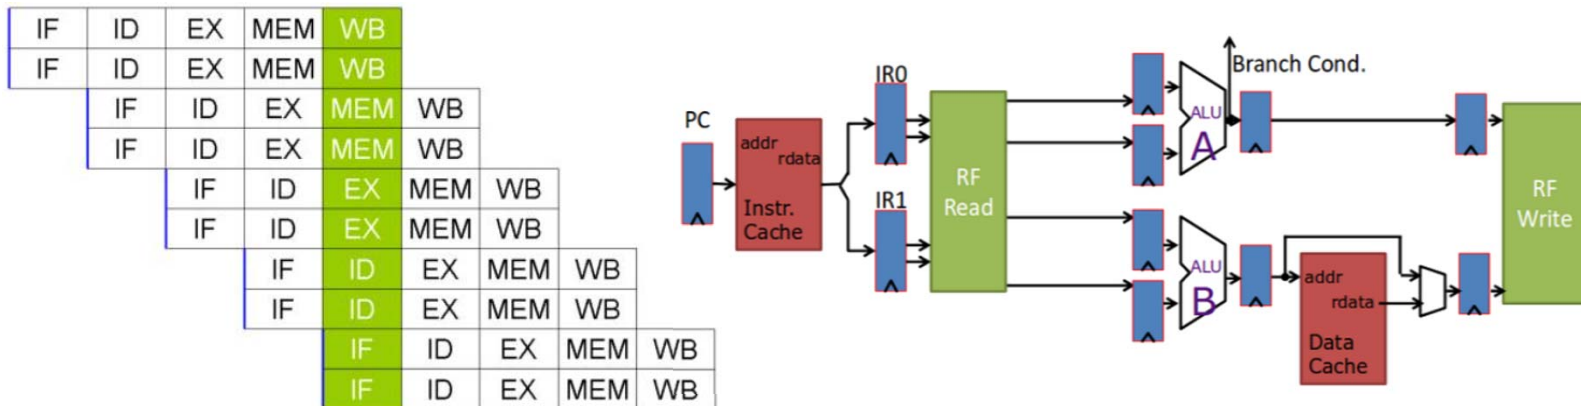 IF ID EX MEM WB
IF ID EX MEM WB
IF ID EX MEM WB
IF ID EX MEM WB
IF ID EX MEM WB
IF ID EX MEM WB
IF ID EX MEM WB
IF ID EX MEM WB
IF ID EX MEM WB
IF ID EX MEM WB
PC
addr
rdata
Instr.
Cache
IR0
IR1
RF
Read
Branch Cond.
ALU
A
ALU
B
addr
rdata
Data
Cache
RF
Write